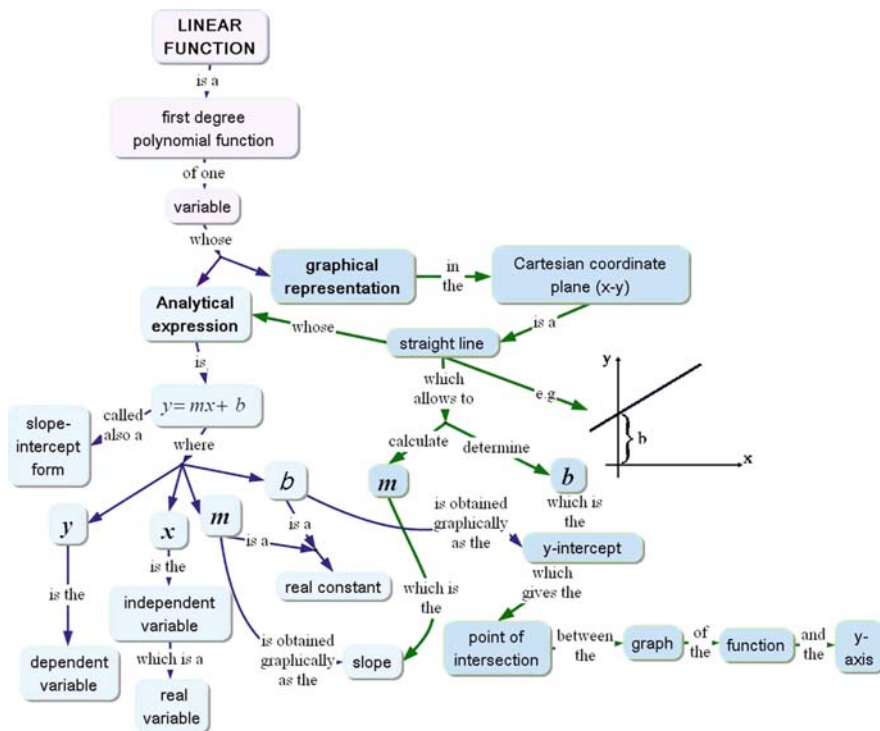 LINEAR
FUNCTION
is a
first degree
polynomial function
of one
variable
whose
graphical
representation
in
the
Cartesian coordinate
plane (x-y)
is a
straight line
whose
Analytical
expression
is
y = mx + b
called
also a
slope-
intercept
form
where
which
allows to
e.g
y
b
x
calculate
determine
m
b
which is
the
y
x
m
b
is a
is a
real constant
is obtained
graphically
as the
y-intercept
which
gives the
is the
dependent
variable
is the
independent
variable
which is a
real
variable
is obtained
graphically
as the
slope
which is
the
point of
intersection
between
the
graph
of
the
function
and
the
y-
axis